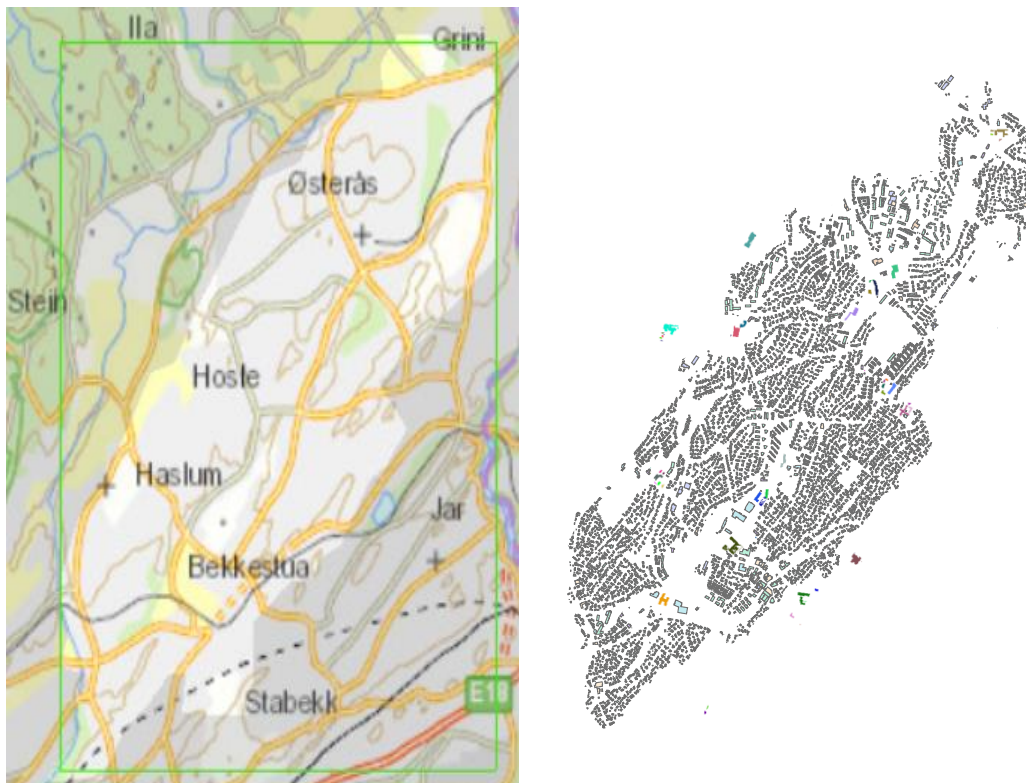 Ila
Grini
Østerås
Stein
Hosle
Haslum
Jar
Bekkestua
Stabekk
E18